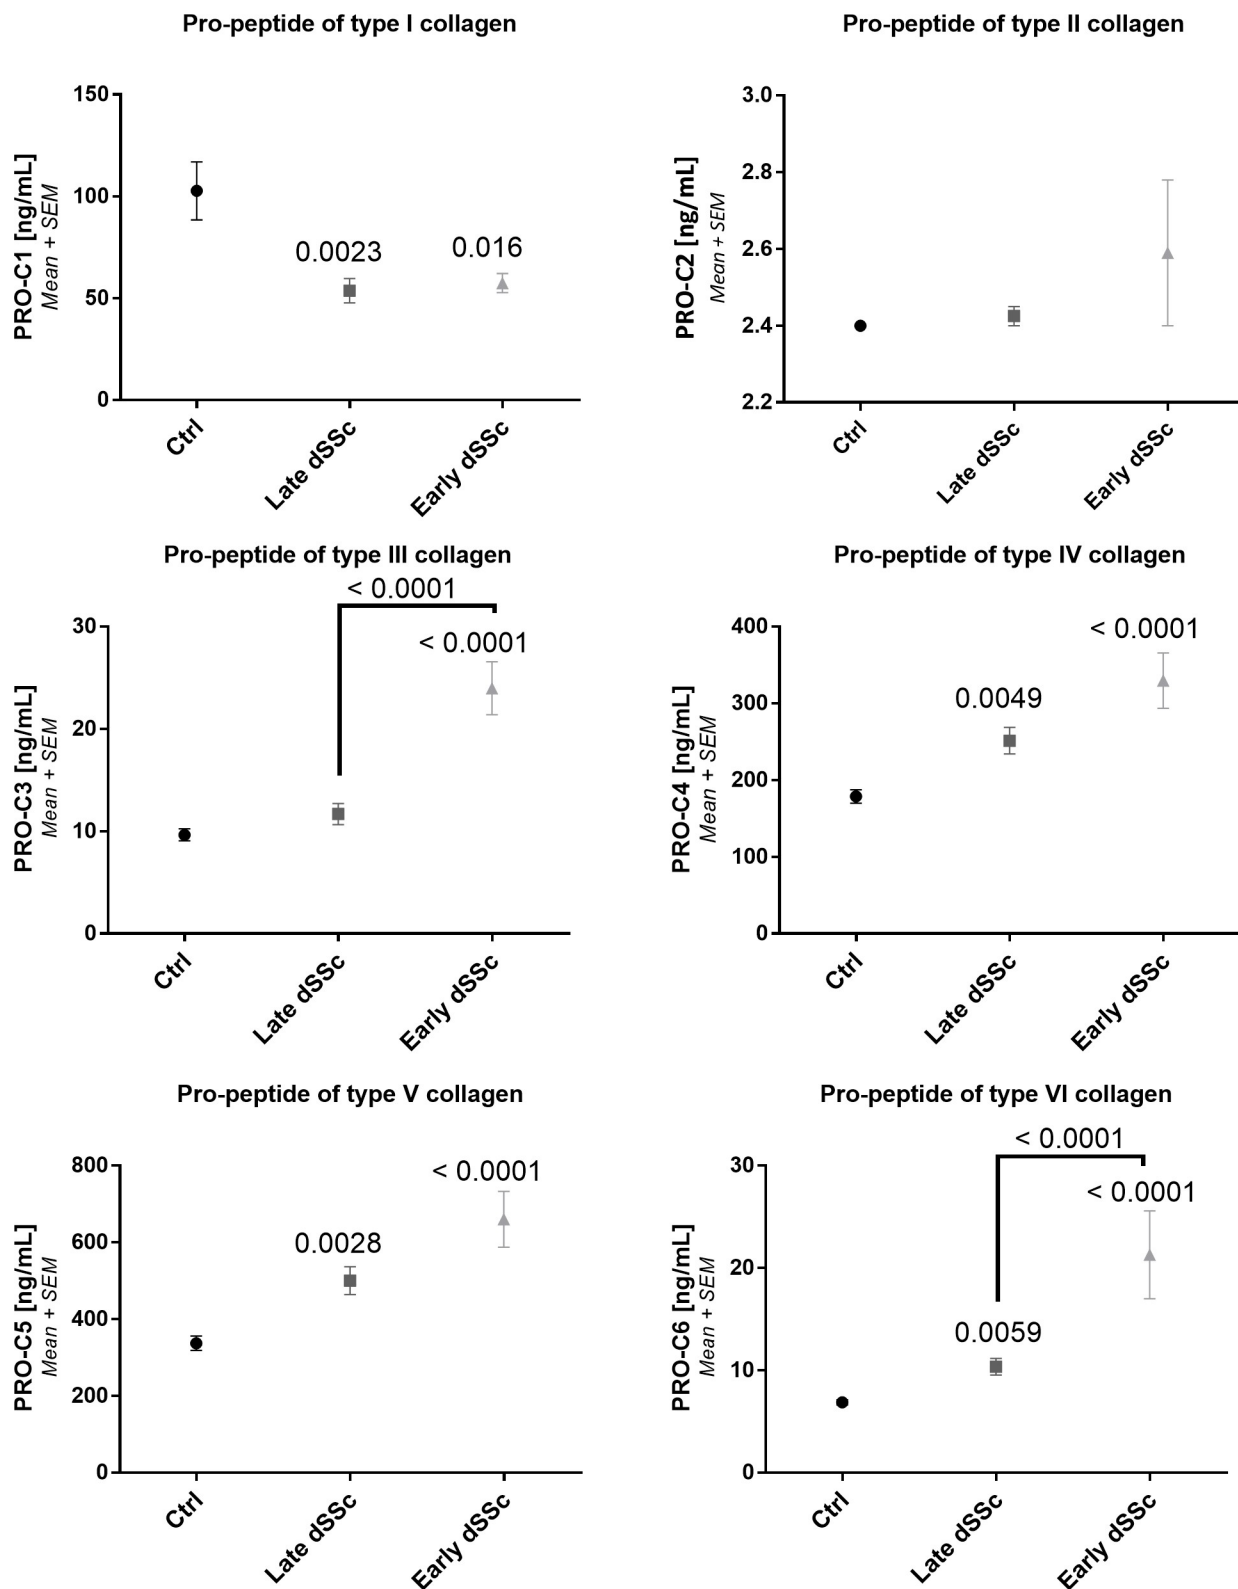 Pro-peptide of type I collagen
PRO-C1 [ng/mL]
Mean + SEM
150
100
50
0
0.0023
0.016
Ctrl
Late dSSc
Early dSSc
Pro-peptide of type II collagen
PRO-C2 [ng/mL]
Mean + SEM
3.0
2.8
2.6
2.4
2.2
Ctrl
Late dSSc
Early dSSc
Pro-peptide of type III collagen
< 0.0001
PRO-C3 [ng/mL]
Mean + SEM
30
20
10
0
< 0.0001
Ctrl
Late dSSc
Early dSSc
Pro-peptide of type IV collagen
PRO-C4 [ng/mL]
Mean + SEM
400
300
200
100
0
< 0.0001
0.0049
Ctrl
Late dSSc
Early dSSc
Pro-peptide of type V collagen
PRO-C5 [ng/mL]
Mean + SEM
800
600
400
200
0
< 0.0001
0.0028
Ctrl
Late dSSc
Early dSSc
Pro-peptide of type VI collagen
< 0.0001
PRO-C6 [ng/mL]
Mean + SEM
30
20
10
0
< 0.0001
0.0059
Ctrl
Late dSSc
Early dSSc